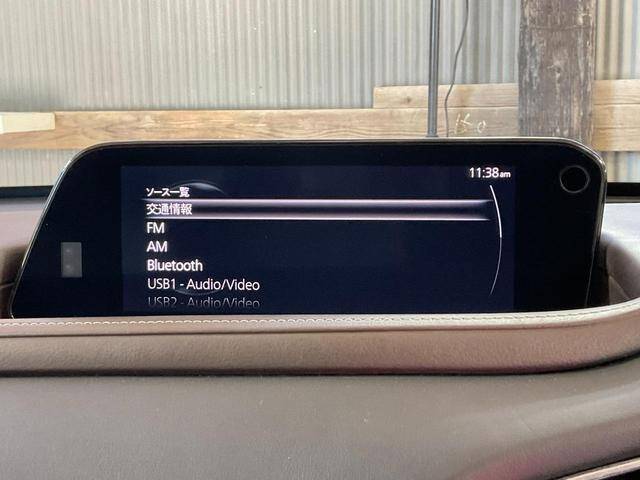 11:38am
ソース一覧
交通情報
FM
AM
Bluetooth
USB1 - Audio/Video
USB2 - Audio/Video